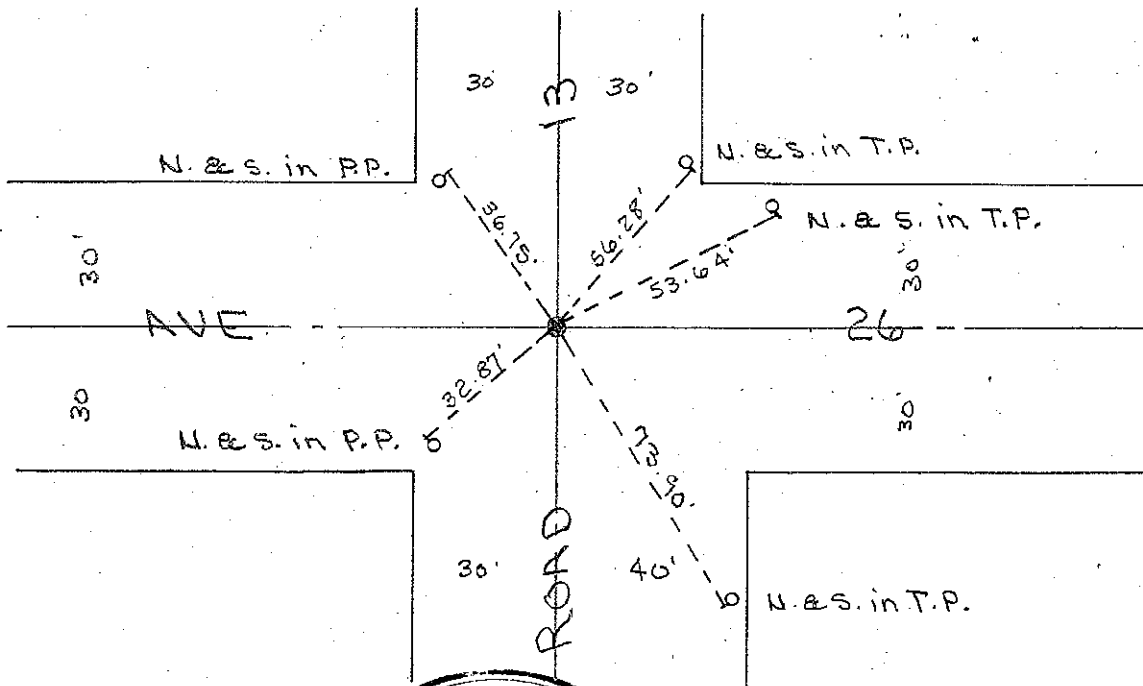 30'
13
30'
N. & S. in P.P.
N. & S. in T.P.
36.75.
56.28'
53.64'
N. & S. in T.P.
30'
30'
AVE
26
32.87'
30
30'
N. & S. in P.P.
73.90.
30'
ROAD
40'
N. & S. in T.P.